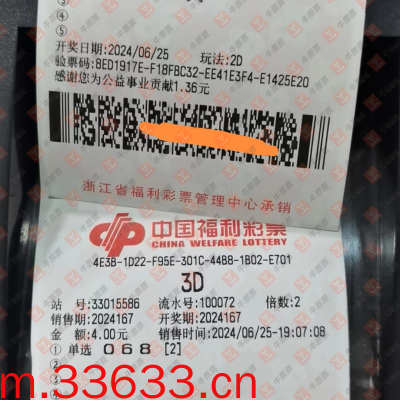 ④
⑤
开奖日期:2024/06/25 玩法:2D
验票码:8ED1917E-F18FBC32-EE41E3F4-E1425E20
感谢您为公益事业贡献1.36元
浙江省福利彩票管理中心承销
中国福利彩票
CHINA WELFARE LOTTERY
4E3B-1D22-F95E-301C-4488-1B02-E701
3D
站 号:33015586 流水号:100072 倍数:2
销售期:2024167 开奖期:2024167
金 额:4.00元 销售时间:2024/06/25-19:07:08
① 单选 068 [2]
②
m.33633.cn